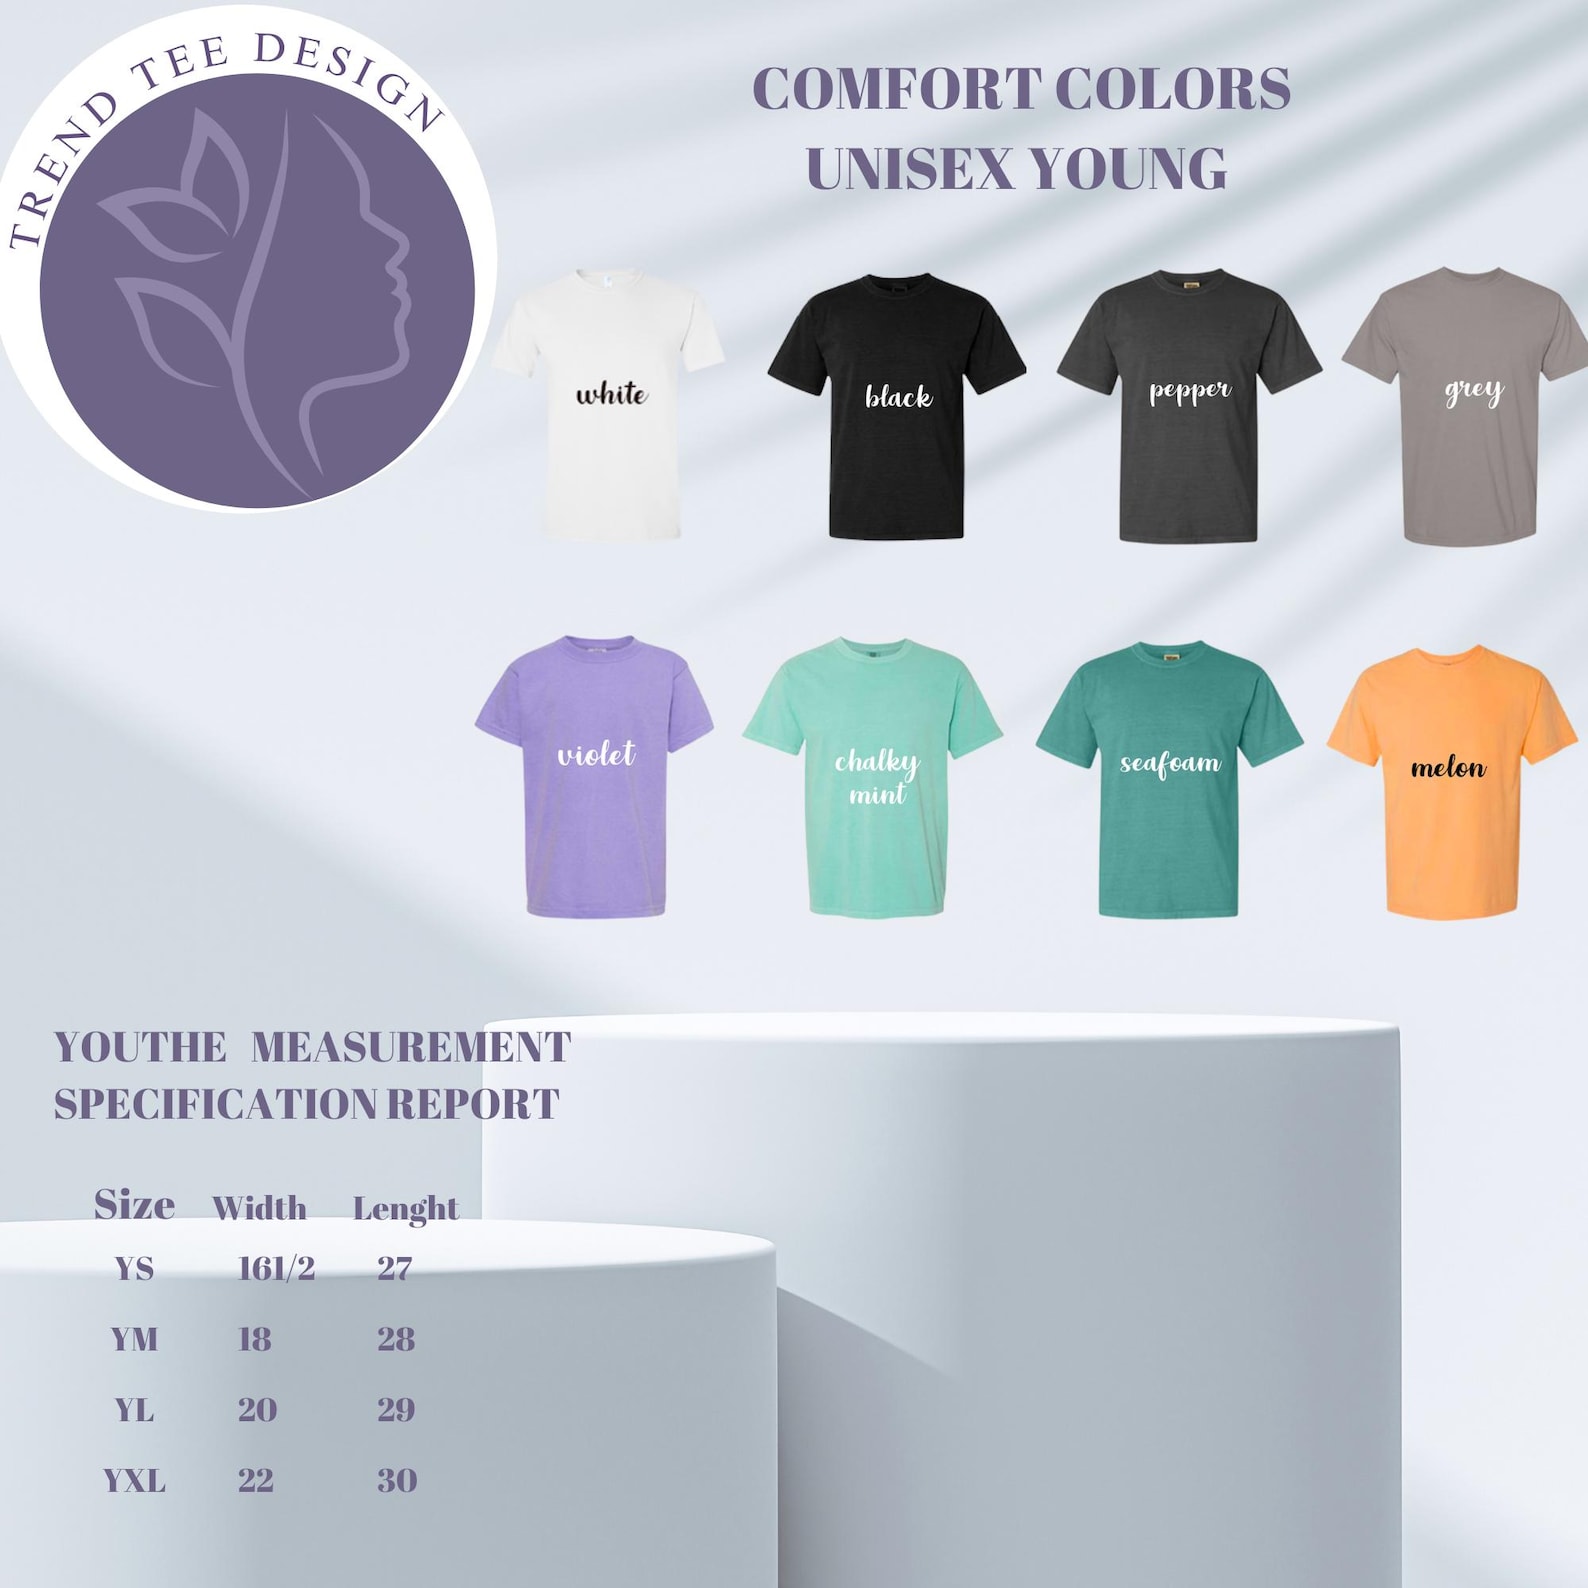 TREND TEE DESIGN
COMFORT COLORS
UNISEX YOUNG
white
black
pepper
grey
violet
chalky
mint
seafoam
melon
YOUTHE MEASUREMENT
SPECIFICATION REPORT
Size Width Lenght
YS 161/2 27
YM 18 28
YL 20 29
YXL 22 30